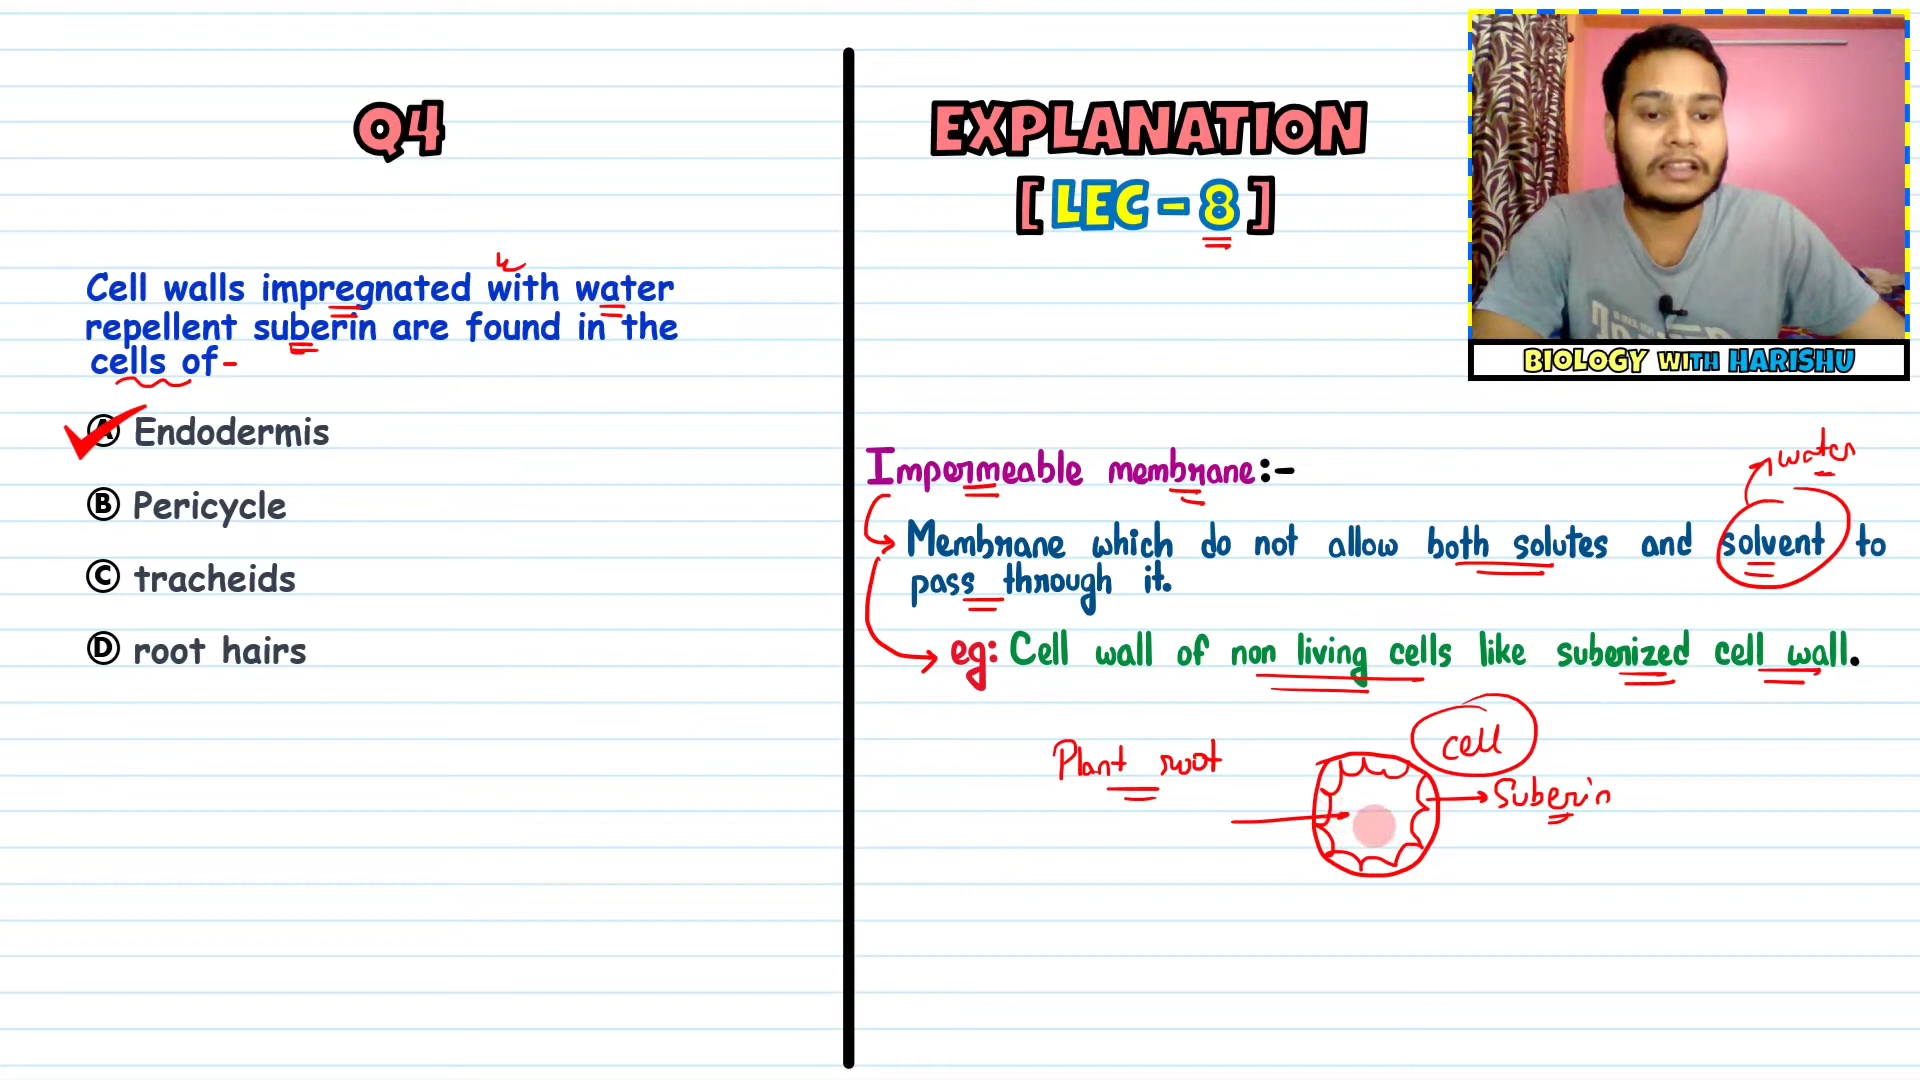 Q4
Cell walls impregnated with water
repellent suberin are found in the
cells of-
A Endodermis
B Pericycle
C tracheids
D root hairs
EXPLANATION
[ LEC - 8 ]
BIOLOGY WITH HARISHU
Impermeable membrane:-
water
Membrane which do not allow both solutes and solvent to
pass through it.
eg: Cell wall of non living cells like suberized cell wall.
cell
Plant root
Suberin